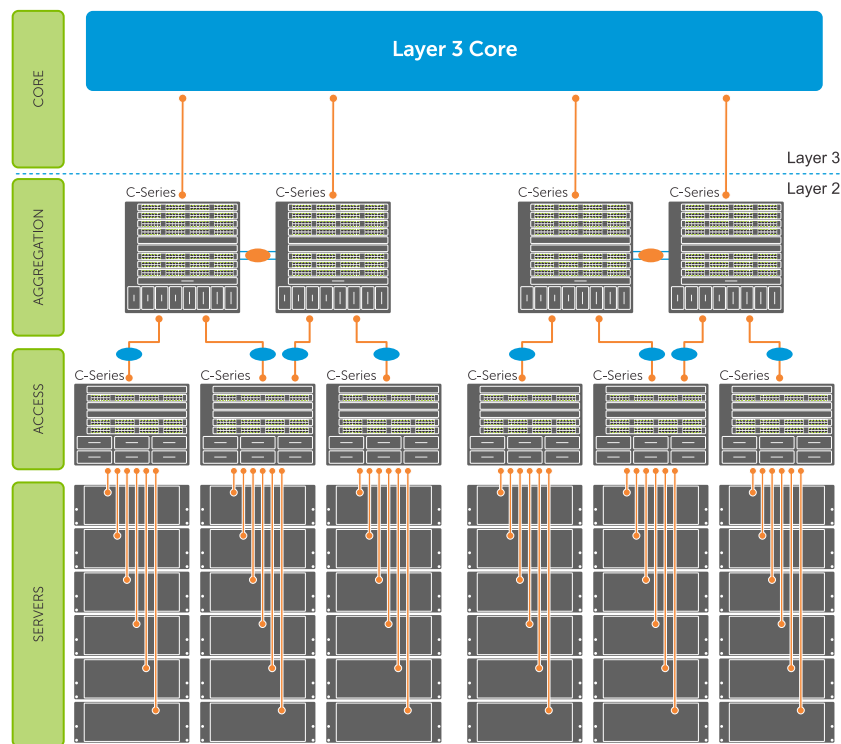 Layer 3 Core
CORE
Layer 3
Layer 2
C-Series
C-Series
C-Series
C-Series
AGGREGATION
C-Series
C-Series
C-Series
C-Series
C-Series
C-Series
ACCESS
SERVERS